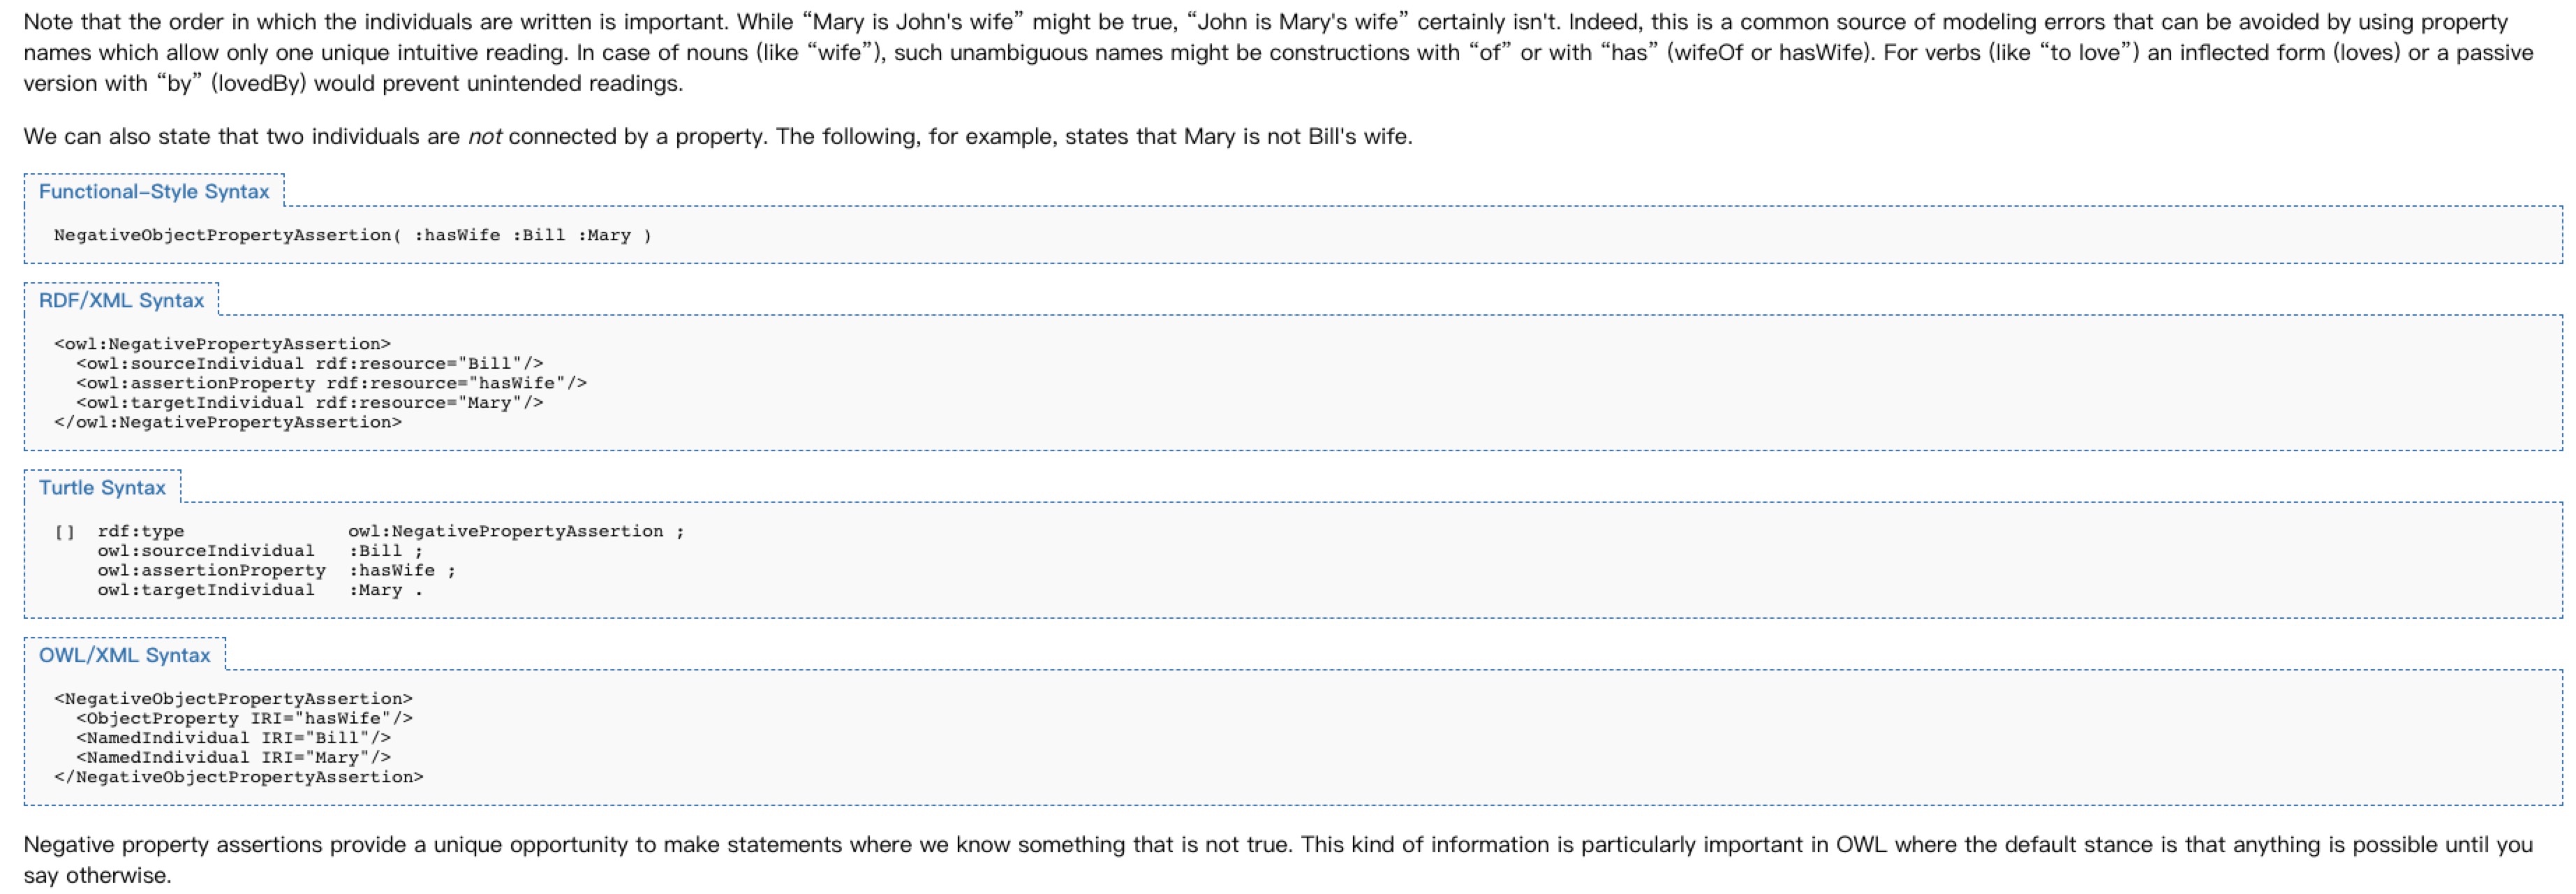 Note that the order in which the individuals are written is important. While “Mary is John's wife” might be true, “John is Mary's wife” certainly isn't. Indeed, this is a common source of modeling errors that can be avoided by using property
names which allow only one unique intuitive reading. In case of nouns (like “wife”), such unambiguous names might be constructions with “of” or with “has” (wifeOf or hasWife). For verbs (like “to love”) an inflected form (loves) or a passive
version with “by” (lovedBy) would prevent unintended readings.
We can also state that two individuals are not connected by a property. The following, for example, states that Mary is not Bill's wife.
Functional–Style Syntax
NegativeObjectPropertyAssertion( :hasWife :Bill :Mary )
RDF/XML Syntax
<owl:NegativePropertyAssertion>
  <owl:sourceIndividual rdf:resource="Bill"/>
  <owl:assertionProperty rdf:resource="hasWife"/>
  <owl:targetIndividual rdf:resource="Mary"/>
</owl:NegativePropertyAssertion>
Turtle Syntax
[]  rdf:type               owl:NegativePropertyAssertion ;
    owl:sourceIndividual   :Bill ;
    owl:assertionProperty  :hasWife ;
    owl:targetIndividual   :Mary .
OWL/XML Syntax
<NegativeObjectPropertyAssertion>
  <ObjectProperty IRI="hasWife"/>
  <NamedIndividual IRI="Bill"/>
  <NamedIndividual IRI="Mary"/>
</NegativeObjectPropertyAssertion>
Negative property assertions provide a unique opportunity to make statements where we know something that is not true. This kind of information is particularly important in OWL where the default stance is that anything is possible until you
say otherwise.